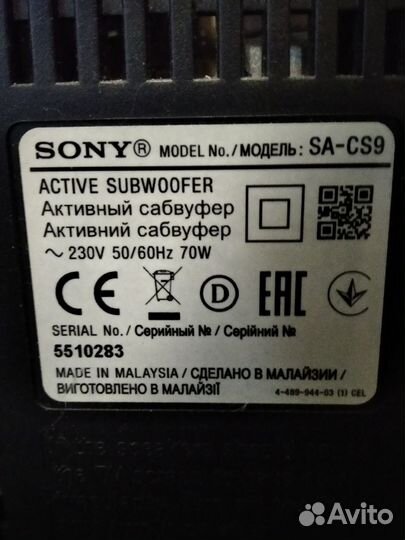 SONY® MODEL No./МОДЕЛЬ: SA-CS9
ACTIVE SUBWOOFER
Активный сабвуфер
Активний сабвуфер
~ 230V 50/60Hz 70W
CE D EAC
SERIAL No./Серийный №/Серійний №
5510283
MADE IN MALAYSIA/СДЕЛАНО В МАЛАЙЗИИ/
ВИГОТОВЛЕНО В МАЛАЙЗІЇ
4-489-944-03 (1) CEL
Avito